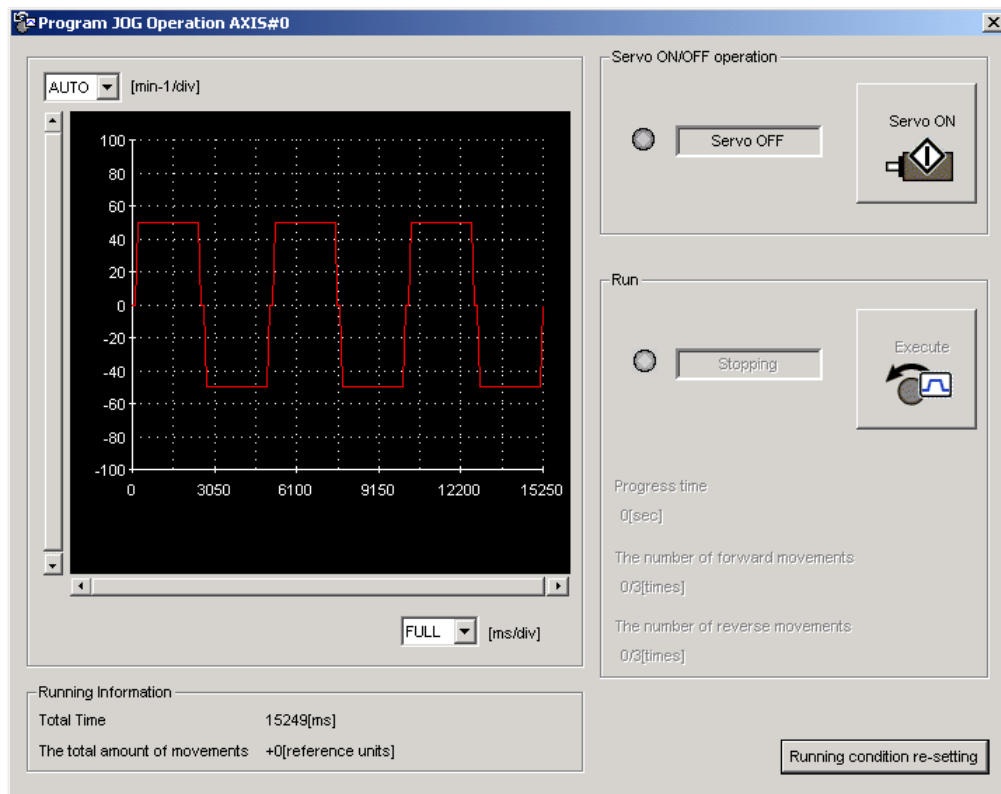 Program JOG Operation AXIS#0
AUTO [min-1/div]
100
80
60
40
20
0
-20
-40
-60
-80
-100
0 3050 6100 9150 12200 15250
FULL [ms/div]
Running Information
Total Time 15249[ms]
The total amount of movements +0[reference units]
Servo ON/OFF operation
Servo OFF
Servo ON
Run
Stopping
Execute
Progress time
0[sec]
The number of forward movements
0/3[times]
The number of reverse movements
0/3[times]
Running condition re-setting